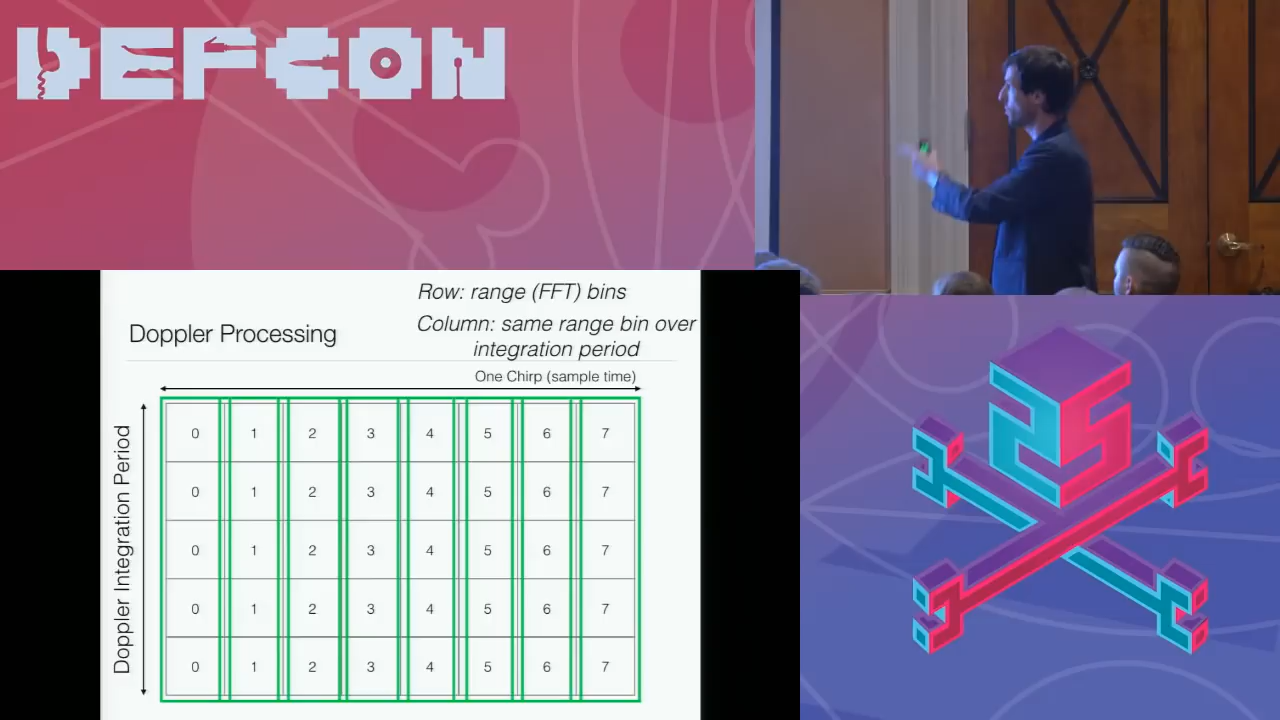 DEFCON
Row: range (FFT) bins
Column: same range bin over
integration period
Doppler Processing
One Chirp (sample time)
Doppler Integration Period
0 1 2 3 4 5 6 7
0 1 2 3 4 5 6 7
0 1 2 3 4 5 6 7
0 1 2 3 4 5 6 7
0 1 2 3 4 5 6 7
25